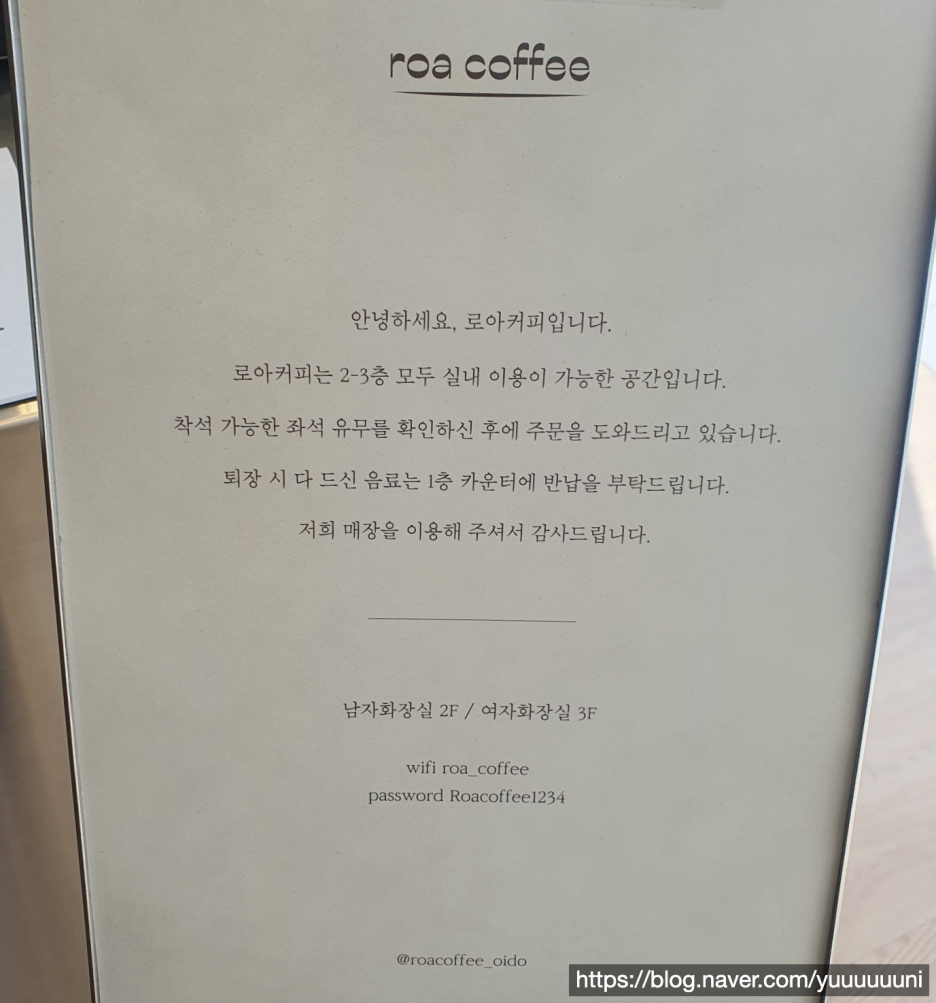 roa coffee
안녕하세요, 로아커피입니다.
로아커피는 2-3층 모두 실내 이용이 가능한 공간입니다.
착석 가능한 좌석 유무를 확인하신 후에 주문을 도와드리고 있습니다.
퇴장 시 다 드신 음료는 1층 카운터에 반납을 부탁드립니다.
저희 매장을 이용해 주셔서 감사드립니다.
남자화장실 2F / 여자화장실 3F
wifi roa_coffee
password Roacoffee1234
@roacoffee_oido
https://blog.naver.com/yuuuuuuni